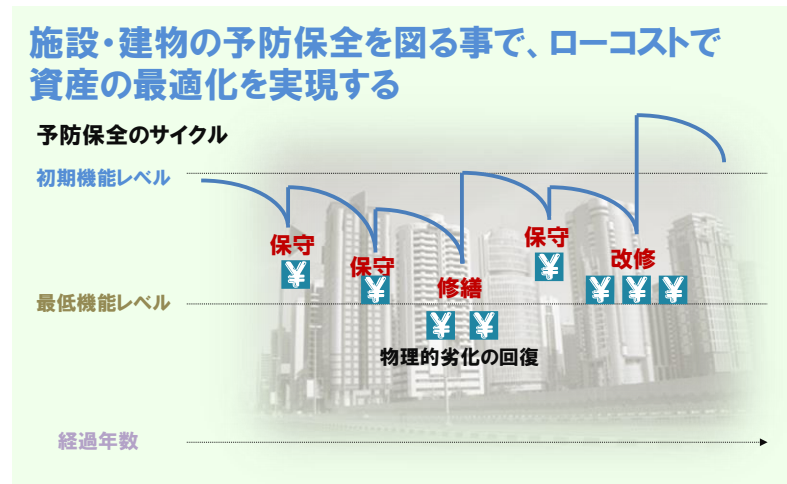 施設・建物の予防保全を図る事で、ローコストで
資産の最適化を実現する
予防保全のサイクル
初期機能レベル
保守
¥
保守
¥
修繕
¥ ¥
物理的劣化の回復
保守
¥
改修
¥ ¥ ¥
最低機能レベル
経過年数